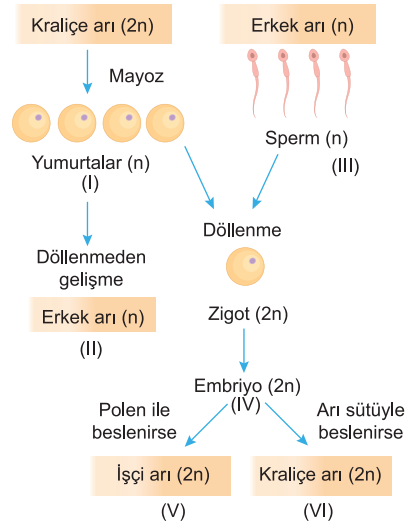 Kraliçe arı (2n)
Erkek arı (n)
Mayoz
Yumurtalar (n)
(I)
Sperm (n)
(III)
Döllenmeden
gelişme
Erkek arı (n)
(II)
Döllenme
Zigot (2n)
Embriyo (2n)
(IV)
Polen ile
beslenirse
Arı sütüyle
beslenirse
İşçi arı (2n)
(V)
Kraliçe arı (2n)
(VI)